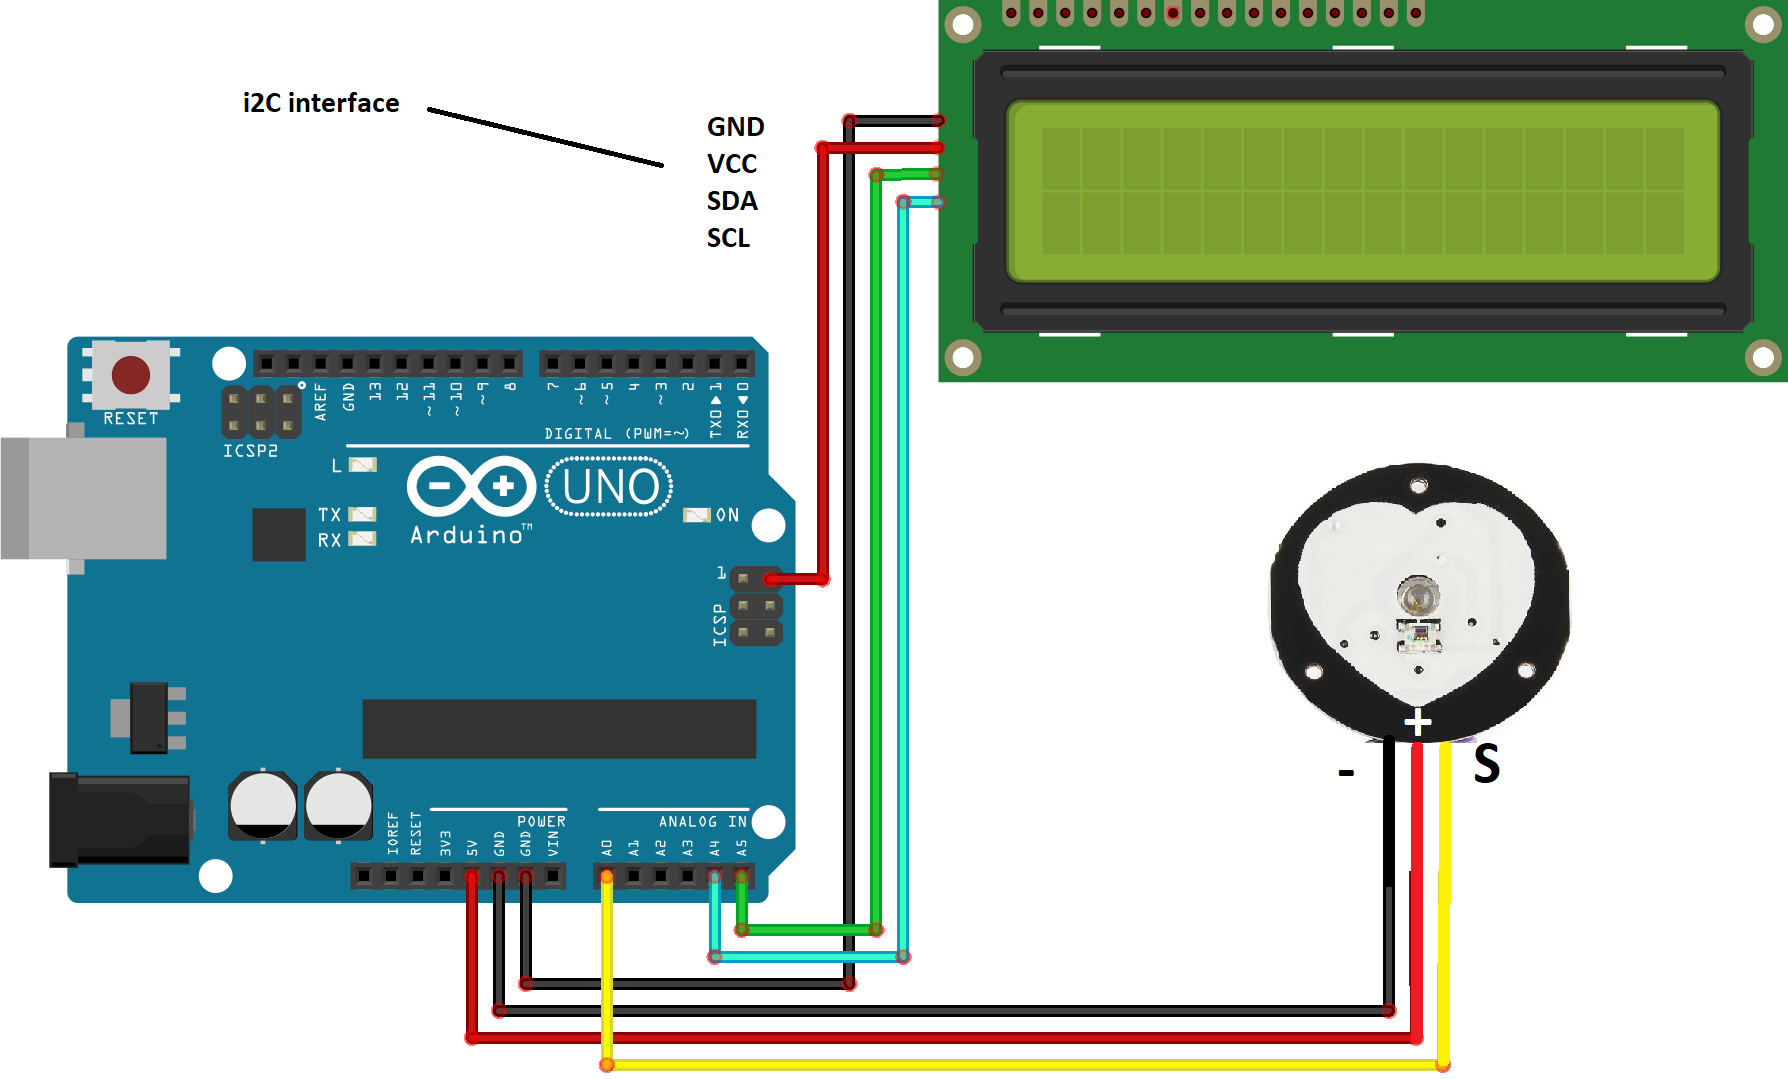 i2C interface
GND
VCC
SDA
SCL
RESET
ICSP2
AREF
GND
13
12
~11
~10
~9
8
7
~6
~5
4
~3
2
TX0▶1
RX0◀0
DIGITAL (PWM=~)
L
TX
RX
Arduino™
UNO
ON
1
ICSP
+
-
S
POWER
ANALOG IN
IOREF
RESET
3V3
5V
GND
GND
VIN
A0
A1
A2
A3
A4
A5